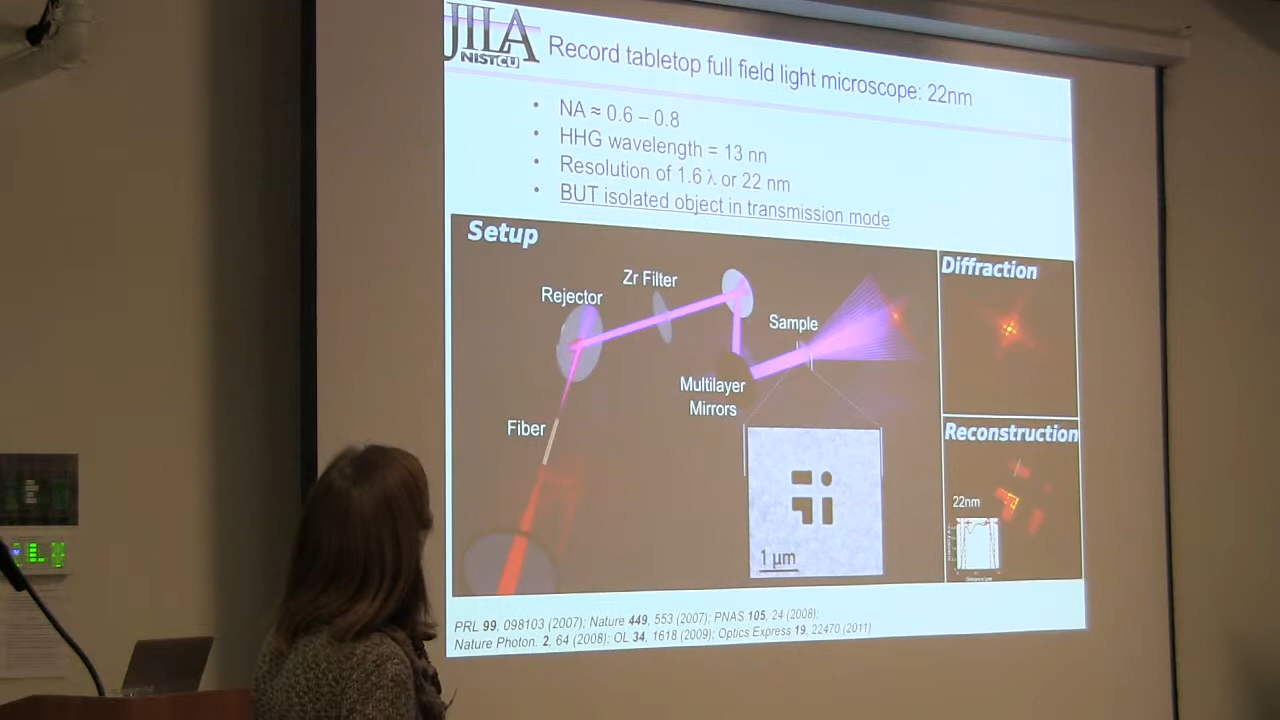 JILA
NIST CU
Record tabletop full field light microscope: 22nm
• NA ≈ 0.6 – 0.8
• HHG wavelength = 13 nn
• Resolution of 1.6 λ or 22 nm
• BUT isolated object in transmission mode
Setup
Rejector
Zr Filter
Sample
Multilayer
Mirrors
Fiber
1 μm
Diffraction
Reconstruction
22nm
PRL 99, 098103 (2007); Nature 449, 553 (2007); PNAS 105, 24 (2008);
Nature Photon. 2, 64 (2008); OL 34, 1618 (2009); Optics Express 19, 22470 (2011)